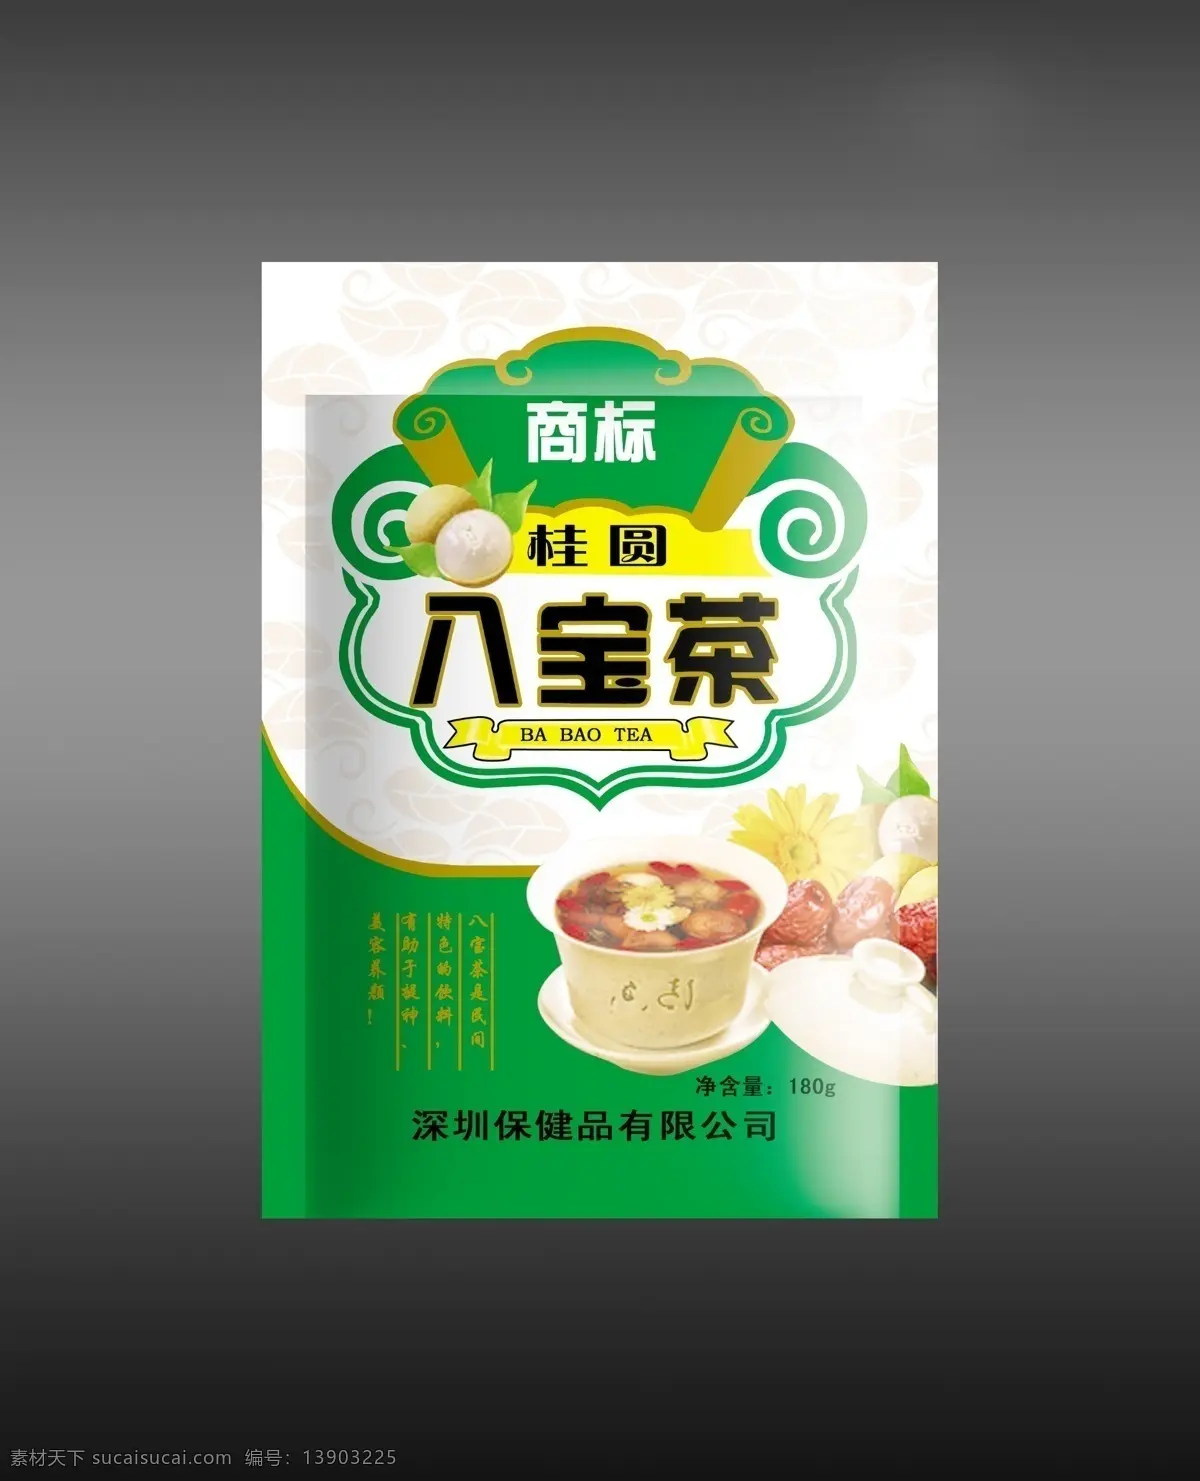 商标
桂圆
八宝茶
BA BAO TEA
八宝茶是民间
特色的饮料，
有助于提神、
美容养颜！
净含量：180g
深圳保健品有限公司
素材天下 sucaisucai.com 编号：13903225